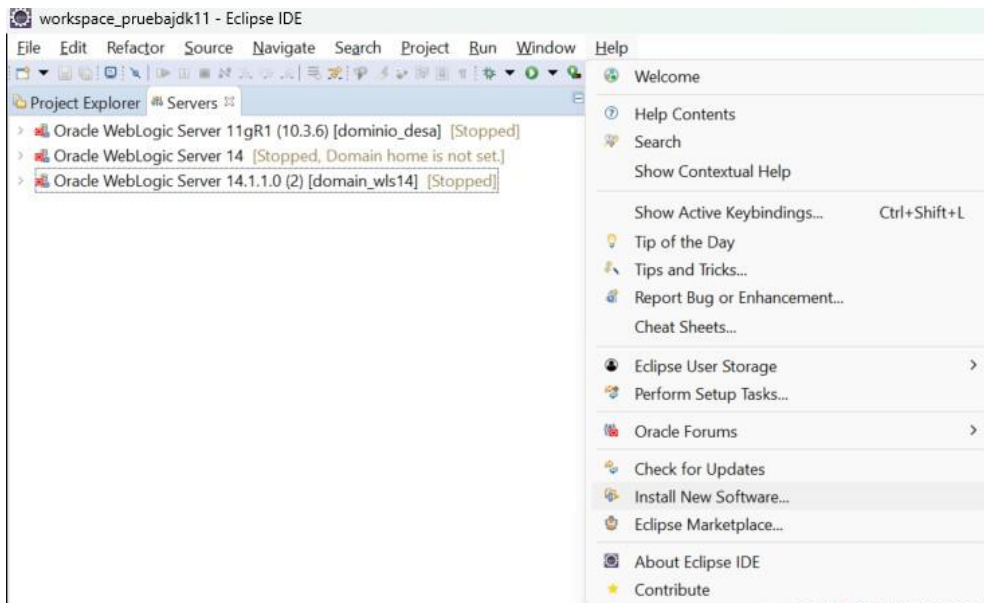 workspace_pruebajdk11 - Eclipse IDE
File Edit Refactor Source Navigate Search Project Run Window Help
Project Explorer Servers
Oracle WebLogic Server 11gR1 (10.3.6) [dominio_desa] [Stopped]
Oracle WebLogic Server 14 [Stopped, Domain home is not set.]
Oracle WebLogic Server 14.1.1.0 (2) [domain_wls14] [Stopped]
Welcome
Help Contents
Search
Show Contextual Help
Show Active Keybindings... Ctrl+Shift+L
Tip of the Day
Tips and Tricks...
Report Bug or Enhancement...
Cheat Sheets...
Eclipse User Storage
Perform Setup Tasks...
Oracle Forums
Check for Updates
Install New Software...
Eclipse Marketplace...
About Eclipse IDE
Contribute